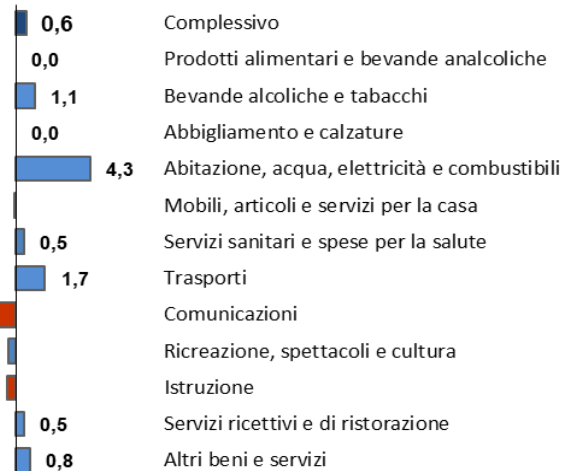 0,6 Complessivo
0,0 Prodotti alimentari e bevande analcoliche
1,1 Bevande alcoliche e tabacchi
0,0 Abbigliamento e calzature
4,3 Abitazione, acqua, elettricità e combustibili
Mobili, articoli e servizi per la casa
0,5 Servizi sanitari e spese per la salute
1,7 Trasporti
Comunicazioni
Ricreazione, spettacoli e cultura
Istruzione
0,5 Servizi ricettivi e di ristorazione
0,8 Altri beni e servizi